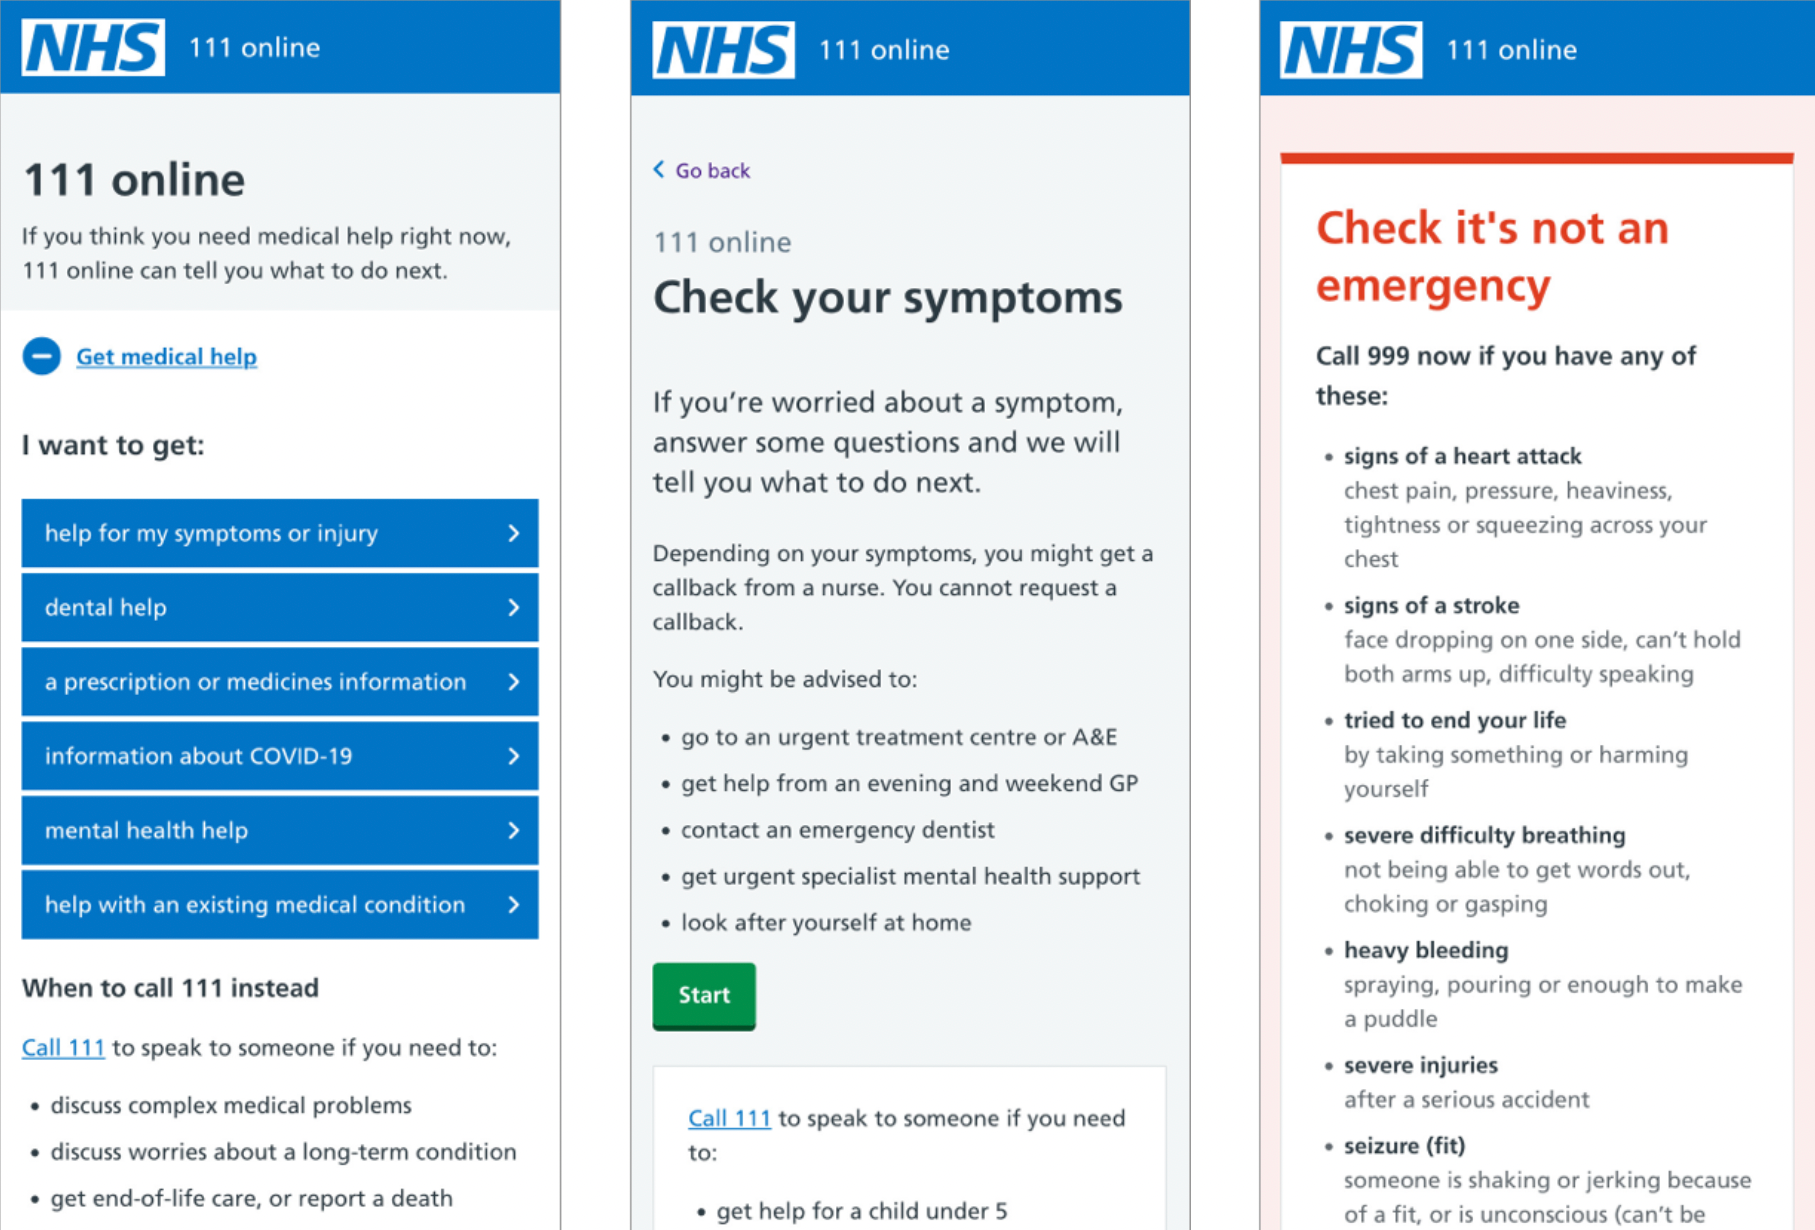 NHS 111 online
111 online
If you think you need medical help right now,
111 online can tell you what to do next.
Get medical help
I want to get:
help for my symptoms or injury
dental help
a prescription or medicines information
information about COVID-19
mental health help
help with an existing medical condition
When to call 111 instead
Call 111 to speak to someone if you need to:
• discuss complex medical problems
• discuss worries about a long-term condition
• get end-of-life care, or report a death
NHS 111 online
Go back
111 online
Check your symptoms
If you’re worried about a symptom,
answer some questions and we will
tell you what to do next.
Depending on your symptoms, you might get a
callback from a nurse. You cannot request a
callback.
You might be advised to:
• go to an urgent treatment centre or A&E
• get help from an evening and weekend GP
• contact an emergency dentist
• get urgent specialist mental health support
• look after yourself at home
Start
Call 111 to speak to someone if you need
to:
• get help for a child under 5
NHS 111 online
Check it's not an
emergency
Call 999 now if you have any of
these:
• signs of a heart attack
chest pain, pressure, heaviness,
tightness or squeezing across your
chest
• signs of a stroke
face dropping on one side, can’t hold
both arms up, difficulty speaking
• tried to end your life
by taking something or harming
yourself
• severe difficulty breathing
not being able to get words out,
choking or gasping
• heavy bleeding
spraying, pouring or enough to make
a puddle
• severe injuries
after a serious accident
• seizure (fit)
someone is shaking or jerking because
of a fit, or is unconscious (can’t be